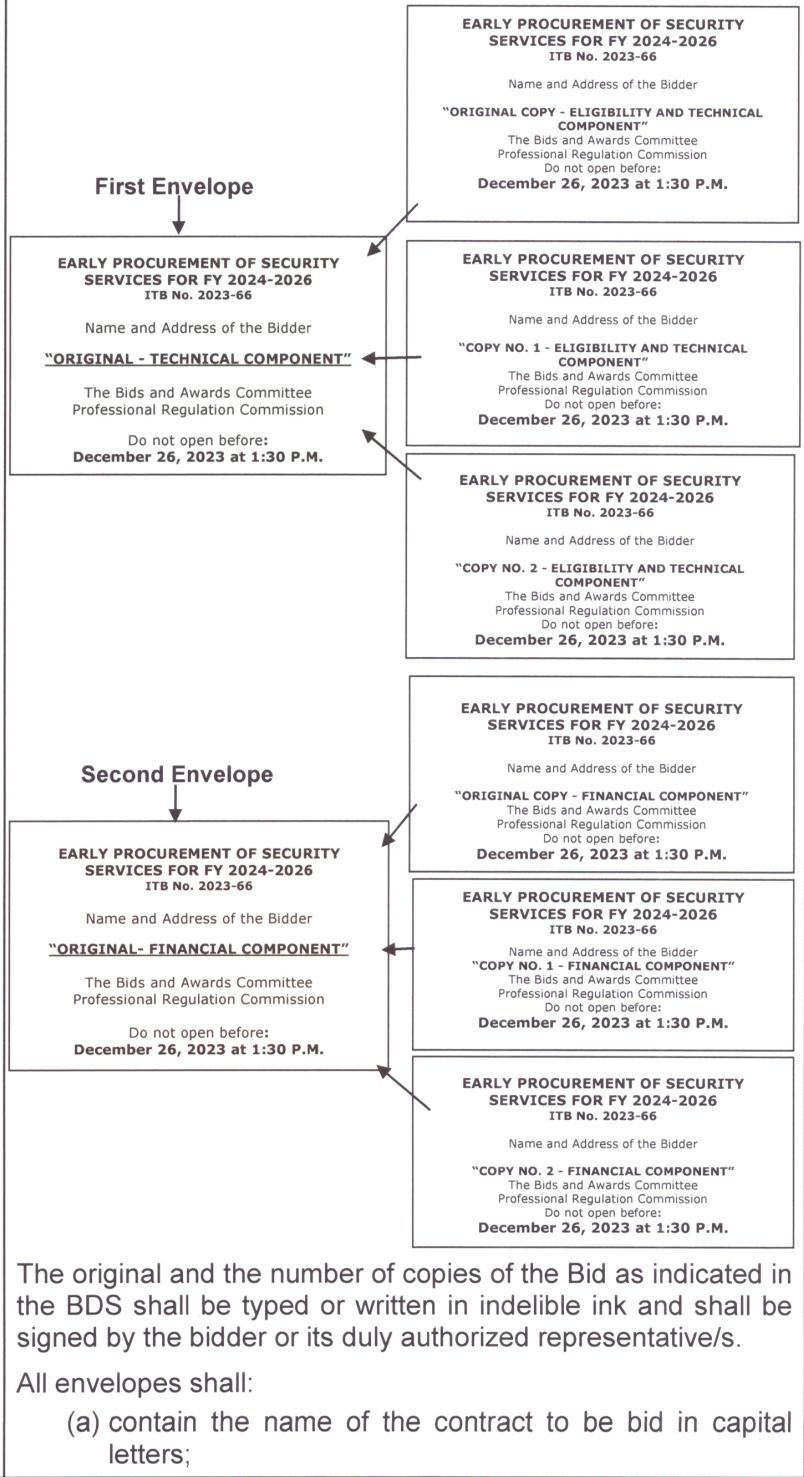 EARLY PROCUREMENT OF SECURITY
SERVICES FOR FY 2024-2026
ITB No. 2023-66
Name and Address of the Bidder
“ORIGINAL COPY - ELIGIBILITY AND TECHNICAL
COMPONENT”
The Bids and Awards Committee
Professional Regulation Commission
Do not open before:
December 26, 2023 at 1:30 P.M.
First Envelope
EARLY PROCUREMENT OF SECURITY
SERVICES FOR FY 2024-2026
ITB No. 2023-66
Name and Address of the Bidder
“ORIGINAL - TECHNICAL COMPONENT”
The Bids and Awards Committee
Professional Regulation Commission
Do not open before:
December 26, 2023 at 1:30 P.M.
EARLY PROCUREMENT OF SECURITY
SERVICES FOR FY 2024-2026
ITB No. 2023-66
Name and Address of the Bidder
“COPY NO. 1 - ELIGIBILITY AND TECHNICAL
COMPONENT”
The Bids and Awards Committee
Professional Regulation Commission
Do not open before:
December 26, 2023 at 1:30 P.M.
EARLY PROCUREMENT OF SECURITY
SERVICES FOR FY 2024-2026
ITB No. 2023-66
Name and Address of the Bidder
“COPY NO. 2 - ELIGIBILITY AND TECHNICAL
COMPONENT”
The Bids and Awards Committee
Professional Regulation Commission
Do not open before:
December 26, 2023 at 1:30 P.M.
EARLY PROCUREMENT OF SECURITY
SERVICES FOR FY 2024-2026
ITB No. 2023-66
Name and Address of the Bidder
“ORIGINAL COPY - FINANCIAL COMPONENT”
The Bids and Awards Committee
Professional Regulation Commission
Do not open before:
December 26, 2023 at 1:30 P.M.
Second Envelope
EARLY PROCUREMENT OF SECURITY
SERVICES FOR FY 2024-2026
ITB No. 2023-66
Name and Address of the Bidder
“ORIGINAL- FINANCIAL COMPONENT”
The Bids and Awards Committee
Professional Regulation Commission
Do not open before:
December 26, 2023 at 1:30 P.M.
EARLY PROCUREMENT OF SECURITY
SERVICES FOR FY 2024-2026
ITB No. 2023-66
Name and Address of the Bidder
“COPY NO. 1 - FINANCIAL COMPONENT”
The Bids and Awards Committee
Professional Regulation Commission
Do not open before:
December 26, 2023 at 1:30 P.M.
EARLY PROCUREMENT OF SECURITY
SERVICES FOR FY 2024-2026
ITB No. 2023-66
Name and Address of the Bidder
“COPY NO. 2 - FINANCIAL COMPONENT”
The Bids and Awards Committee
Professional Regulation Commission
Do not open before:
December 26, 2023 at 1:30 P.M.
The original and the number of copies of the Bid as indicated in
the BDS shall be typed or written in indelible ink and shall be
signed by the bidder or its duly authorized representative/s.
All envelopes shall:
(a) contain the name of the contract to be bid in capital
letters;